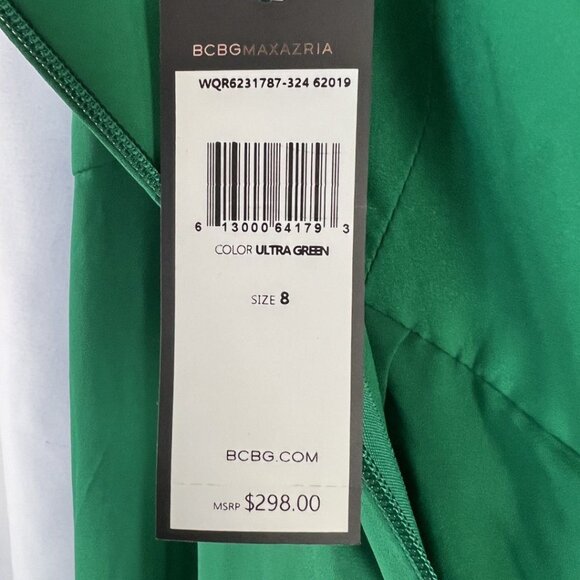 BCBGMAXAZRIA
WQR6231787-324 62019
6 13000 64179 3
COLOR ULTRA GREEN
SIZE 8
BCBG.COM
MSRP $298.00